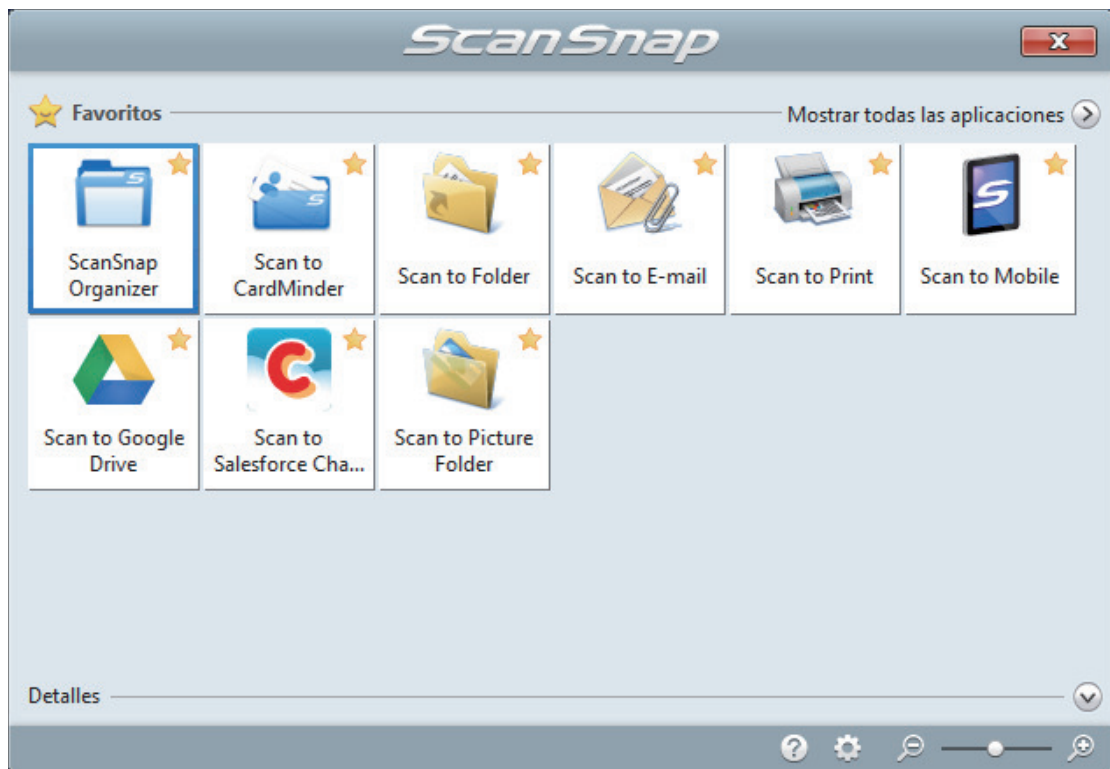 ScanSnap
Favoritos
Mostrar todas las aplicaciones
ScanSnap
Organizer
Scan to
CardMinder
Scan to Folder
Scan to E-mail
Scan to Print
Scan to Mobile
Scan to Google
Drive
Scan to
Salesforce Cha...
Scan to Picture
Folder
Detalles